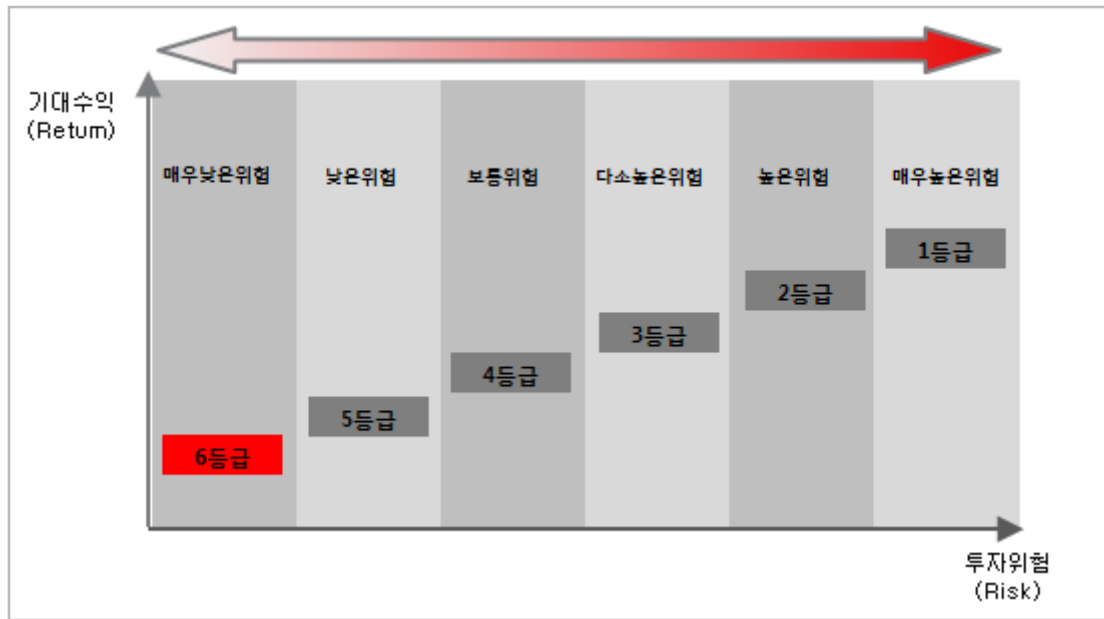 기대수익
(Return)
매우낮은위험 낮은위험 보통위험 다소높은위험 높은위험 매우높은위험
1등급
2등급
3등급
4등급
5등급
6등급
투자위험
(Risk)